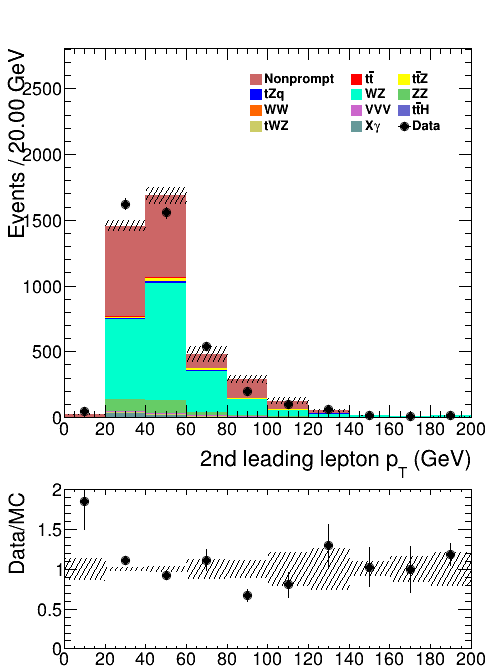 Events / 20.00 GeV
2500
2000
1500
1000
500
0
Nonprompt tt̄ tt̄Z
tZq WZ ZZ
WW VVV tt̄H
tWZ Xγ Data
0 20 40 60 80 100 120 140 160 180 200
2nd leading lepton pT (GeV)
Data/MC
2
1.5
1
0.5
0
0 20 40 60 80 100 120 140 160 180 200